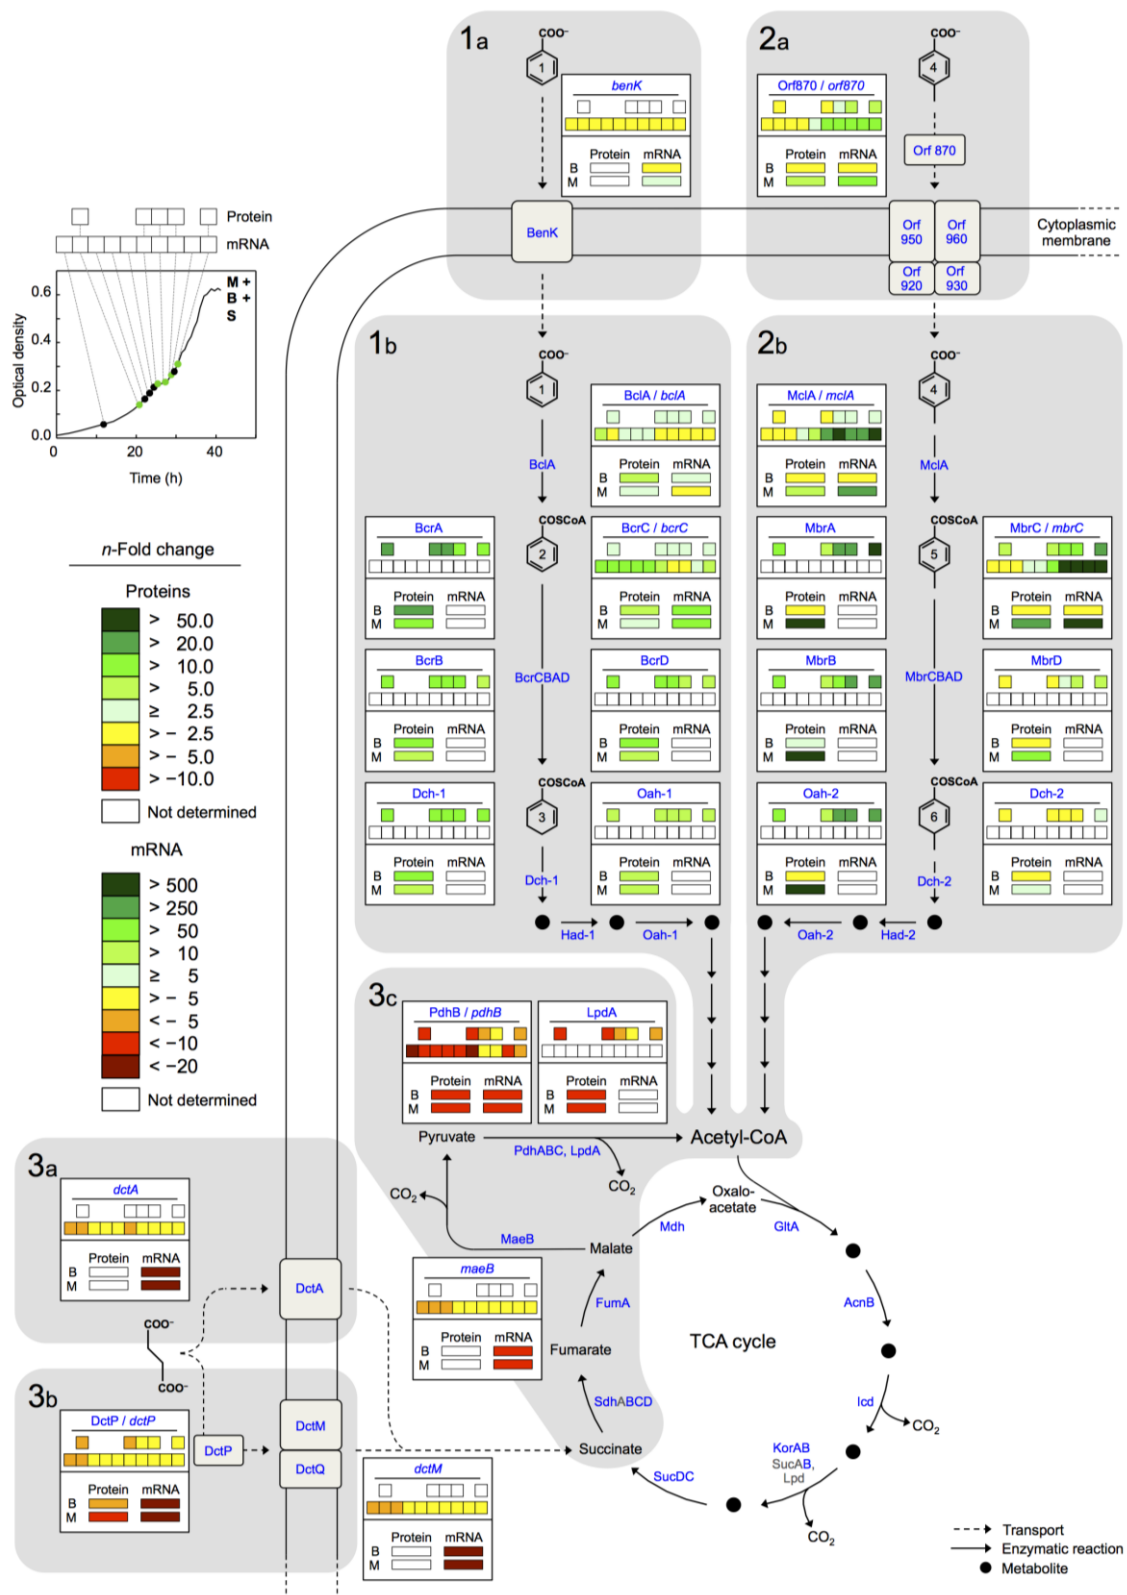 1a
COO⁻
1
benK
Protein mRNA
B
M
BenK
2a
COO⁻
4
Orf870 / orf870
Protein mRNA
B
M
Orf 870
Orf 950
Orf 960
Orf 920
Orf 930
Cytoplasmic
membrane
Protein
mRNA
M +
B +
S
0.6
0.4
0.2
0.0
Optical density
0 20 40
Time (h)
n-Fold change
Proteins
> 50.0
> 20.0
> 10.0
> 5.0
≥ 2.5
> − 2.5
> − 5.0
> −10.0
Not determined
mRNA
> 500
> 250
> 50
> 10
≥ 5
> − 5
< − 5
< −10
< −20
Not determined
1b
COO⁻
1
BclA / bclA
Protein mRNA
B
M
BclA
COSCoA
2
BcrA
Protein mRNA
B
M
BcrC / bcrC
Protein mRNA
B
M
BcrB
Protein mRNA
B
M
BcrCBAD
BcrD
Protein mRNA
B
M
COSCoA
3
Dch-1
Protein mRNA
B
M
Oah-1
Protein mRNA
B
M
Dch-1
Had-1
Oah-1
2b
COO⁻
4
MclA / mclA
Protein mRNA
B
M
MclA
COSCoA
5
MbrA
Protein mRNA
B
M
MbrC / mbrC
Protein mRNA
B
M
MbrB
Protein mRNA
B
M
MbrCBAD
MbrD
Protein mRNA
B
M
COSCoA
6
Oah-2
Protein mRNA
B
M
Dch-2
Protein mRNA
B
M
Dch-2
Oah-2
Had-2
3c
PdhB / pdhB
Protein mRNA
B
M
LpdA
Protein mRNA
B
M
Pyruvate
PdhABC, LpdA
Acetyl-CoA
CO₂
CO₂
MaeB
Malate
Mdh
Oxalo-
acetate
GltA
maeB
Protein mRNA
B
M
FumA
Fumarate
AcnB
TCA cycle
SdhABCD
Icd
CO₂
Succinate
SucDC
KorAB
SucAB,
Lpd
CO₂
3a
dctA
Protein mRNA
B
M
DctA
COO⁻
COO⁻
3b
DctP / dctP
Protein mRNA
B
M
DctP
DctM
DctQ
dctM
Protein mRNA
B
M
Transport
Enzymatic reaction
Metabolite